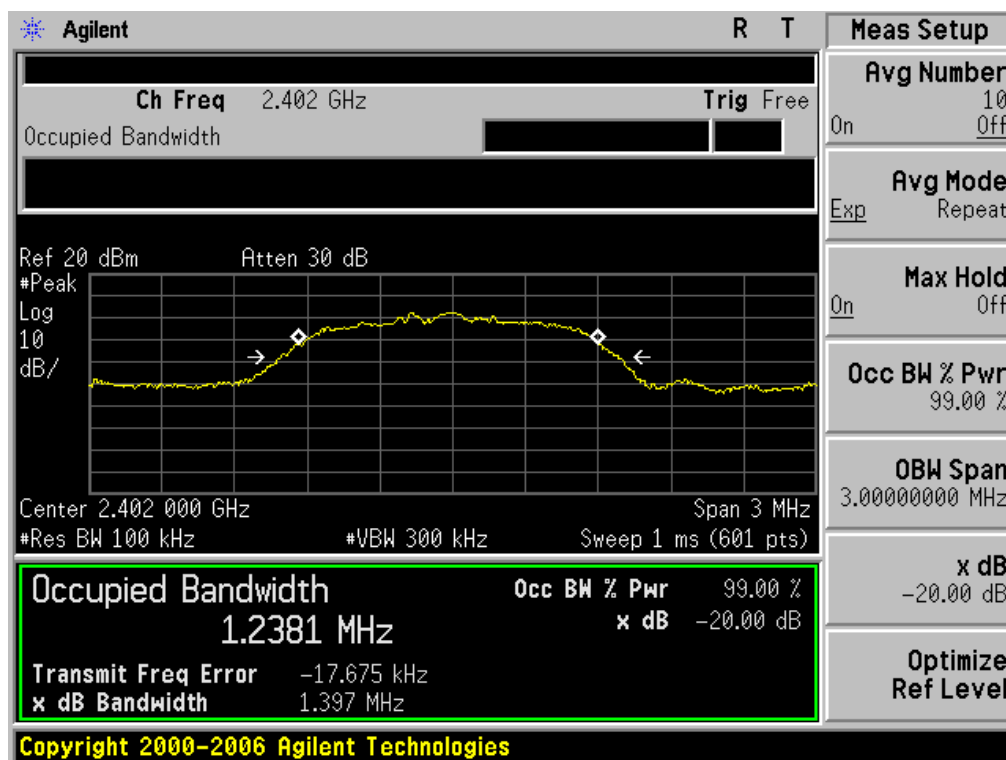 Agilent R T
Ch Freq 2.402 GHz Trig Free
Occupied Bandwidth
Ref 20 dBm Atten 30 dB
#Peak
Log
10
dB/
Center 2.402 000 GHz Span 3 MHz
#Res BW 100 kHz #VBW 300 kHz Sweep 1 ms (601 pts)
Occupied Bandwidth Occ BW % Pwr 99.00 %
1.2381 MHz x dB -20.00 dB
Transmit Freq Error -17.675 kHz
x dB Bandwidth 1.397 MHz
Copyright 2000-2006 Agilent Technologies
Meas Setup
Avg Number
10
On Off
Avg Mode
Exp Repeat
Max Hold
On Off
Occ BW % Pwr
99.00 %
OBW Span
3.00000000 MHz
x dB
-20.00 dB
Optimize
Ref Level